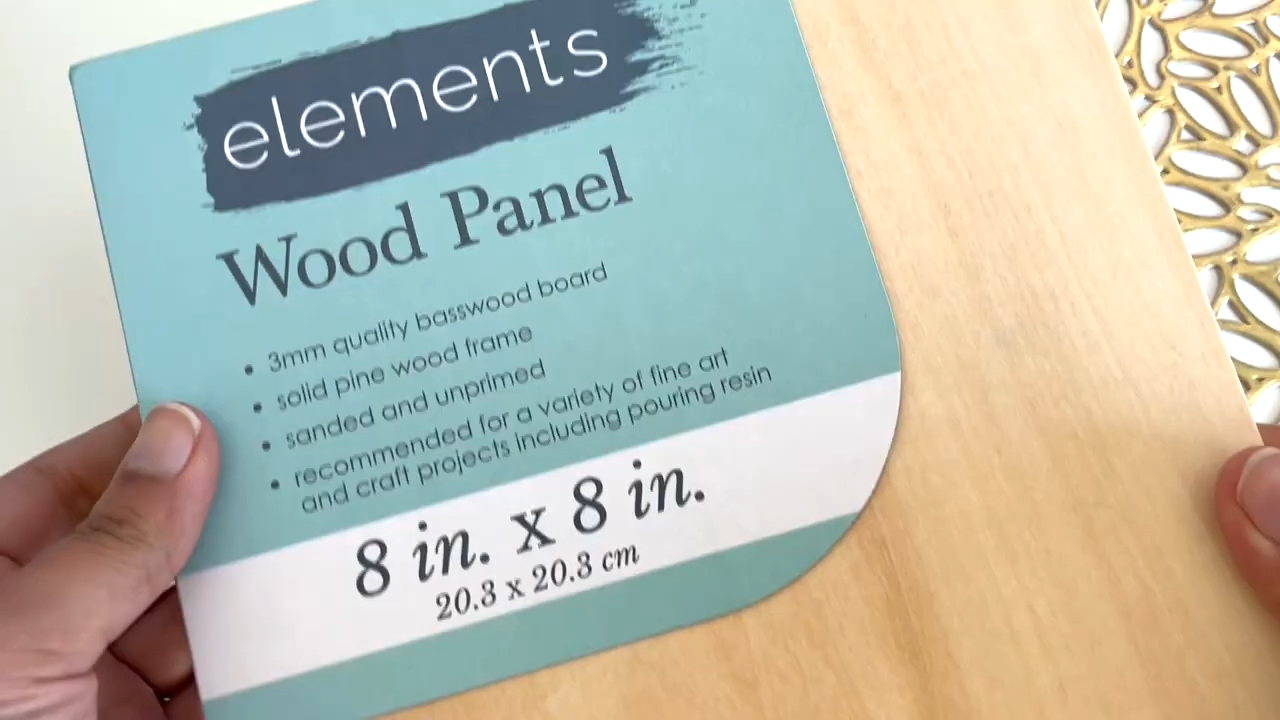 elements
Wood Panel
• 3mm quality basswood board
• solid pine wood frame
• sanded and unprimed
• recommended for a variety of fine art
and craft projects including pouring resin
8 in. x 8 in.
20.3 x 20.3 cm